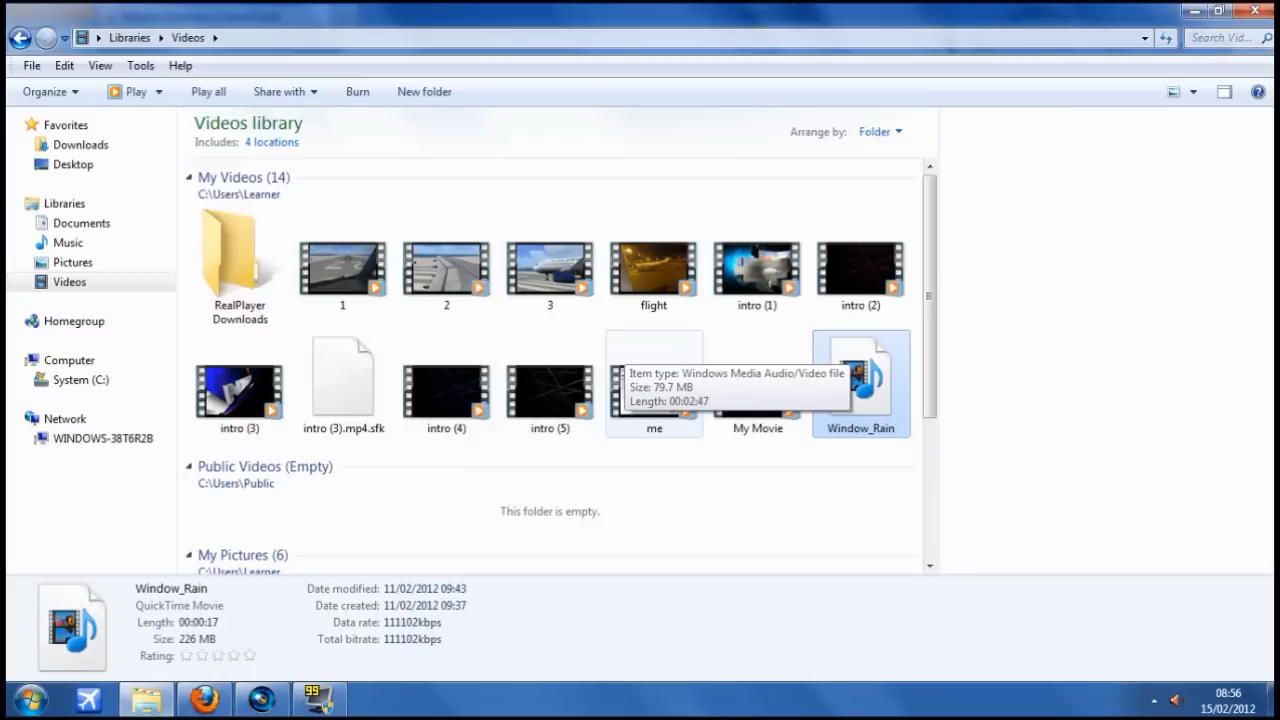 Libraries Videos
Search Vid...
File Edit View Tools Help
Organize Play Play all Share with Burn New folder
Favorites
Downloads
Desktop
Libraries
Documents
Music
Pictures
Videos
Homegroup
Computer
System (C:)
Network
WINDOWS-38T6R2B
Videos library
Includes: 4 locations
Arrange by: Folder
My Videos (14)
C:\Users\Learner
RealPlayer
Downloads
1
2
3
flight
intro (1)
intro (2)
intro (3)
intro (3).mp4.sfk
intro (4)
intro (5)
me
My Movie
Window_Rain
Item type: Windows Media Audio/Video file
Size: 79.7 MB
Length: 00:02:47
Public Videos (Empty)
C:\Users\Public
This folder is empty.
My Pictures (6)
C:\Users\Learner
Window_Rain
QuickTime Movie
Length: 00:00:17
Size: 226 MB
Rating:
Date modified: 11/02/2012 09:43
Date created: 11/02/2012 09:37
Data rate: 111102kbps
Total bitrate: 111102kbps
99
08:56
15/02/2012